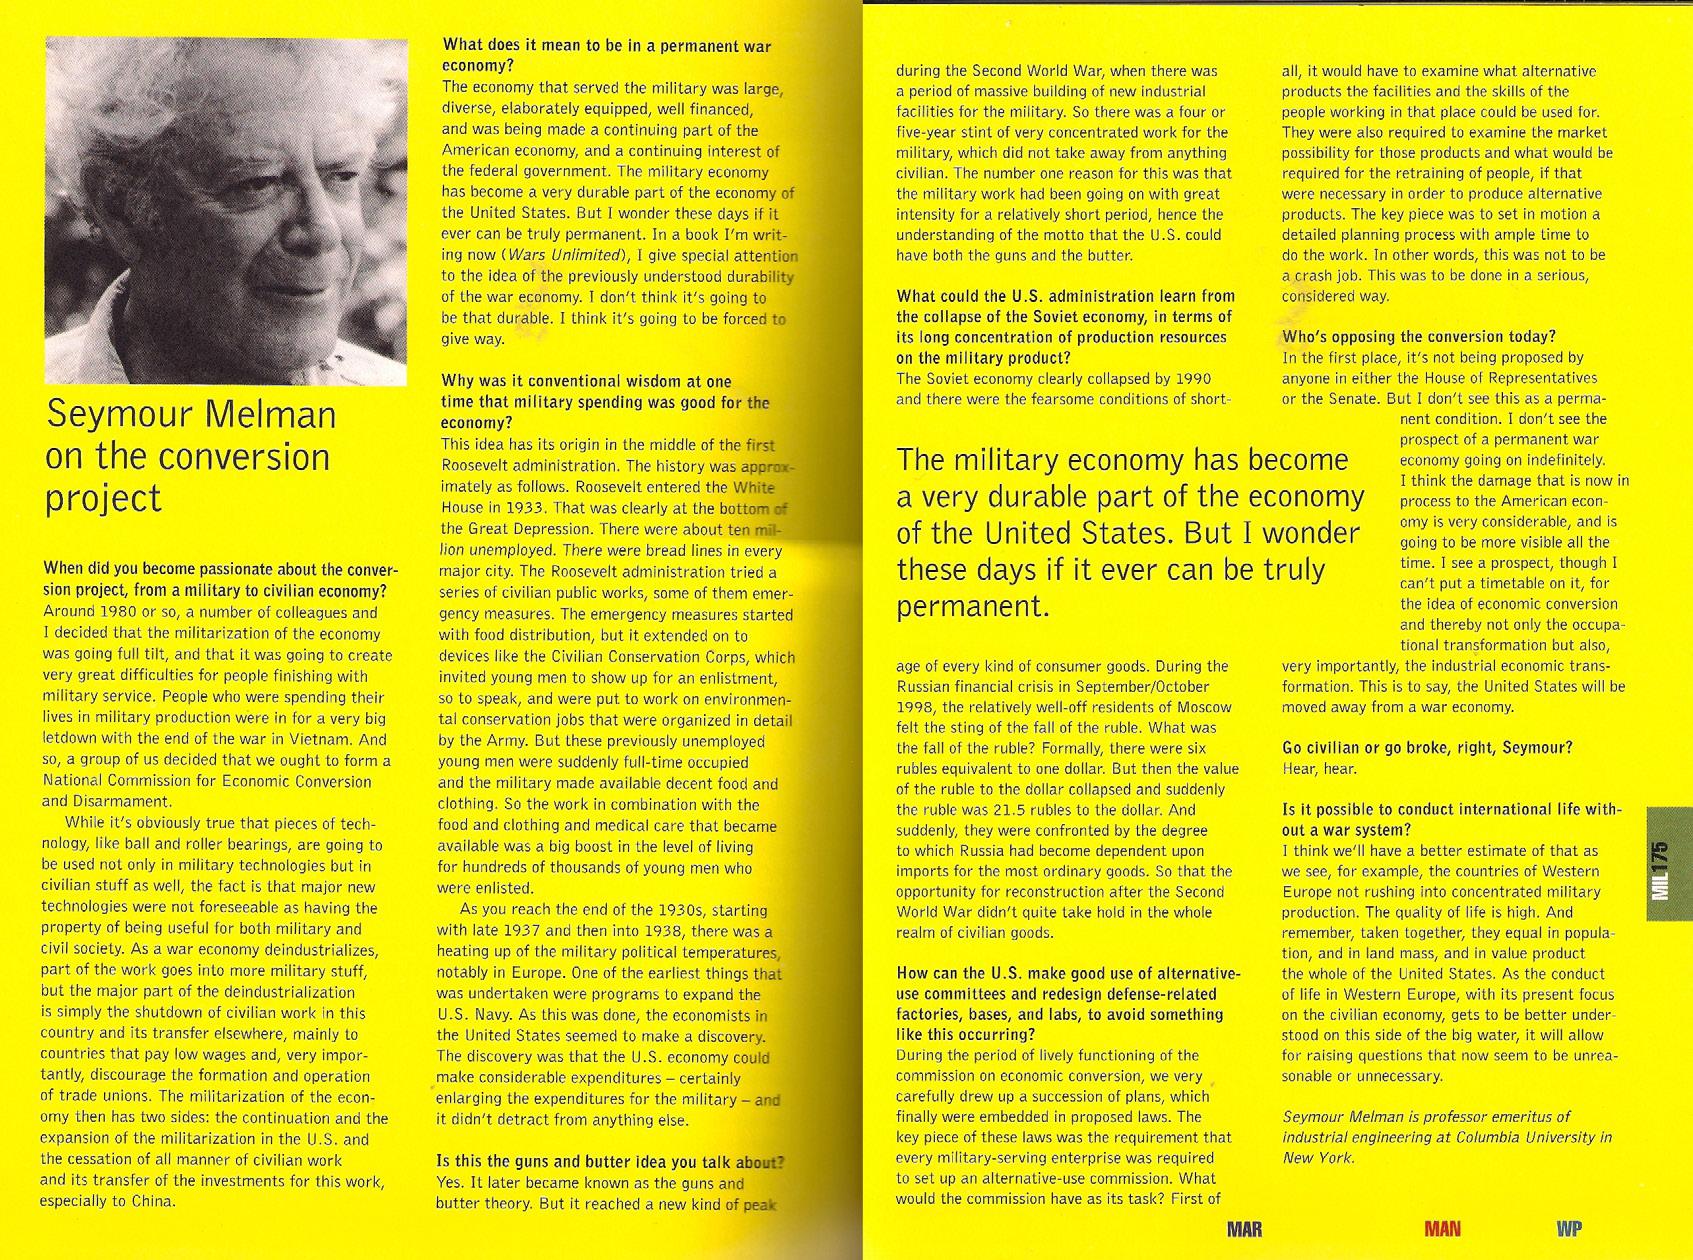 Seymour Melman
on the conversion
project
When did you become passionate about the conver-
sion project, from a military to civilian economy?
Around 1980 or so, a number of colleagues and
I decided that the militarization of the economy
was going full tilt, and that it was going to create
very great difficulties for people finishing with
military service. People who were spending their
lives in military production were in for a very big
letdown with the end of the war in Vietnam. And
so, a group of us decided that we ought to form a
National Commission for Economic Conversion
and Disarmament.
While it's obviously true that pieces of tech-
nology, like ball and roller bearings, are going to
be used not only in military technologies but in
civilian stuff as well, the fact is that major new
technologies were not foreseeable as having the
property of being useful for both military and
civil society. As a war economy deindustrializes,
part of the work goes into more military stuff,
but the major part of the deindustrialization
is simply the shutdown of civilian work in this
country and its transfer elsewhere, mainly to
countries that pay low wages and, very impor-
tantly, discourage the formation and operation
of trade unions. The militarization of the econ-
omy then has two sides: the continuation and the
expansion of the militarization in the U.S. and
the cessation of all manner of civilian work
and its transfer of the investments for this work,
especially to China.
What does it mean to be in a permanent war
economy?
The economy that served the military was large,
diverse, elaborately equipped, well financed,
and was being made a continuing part of the
American economy, and a continuing interest of
the federal government. The military economy
has become a very durable part of the economy of
the United States. But I wonder these days if it
ever can be truly permanent. In a book I'm writ-
ing now (Wars Unlimited), I give special attention
to the idea of the previously understood durability
of the war economy. I don't think it's going to
be that durable. I think it's going to be forced to
give way.
Why was it conventional wisdom at one
time that military spending was good for the
economy?
This idea has its origin in the middle of the first
Roosevelt administration. The history was approx-
imately as follows. Roosevelt entered the White
House in 1933. That was clearly at the bottom of
the Great Depression. There were about ten mil-
lion unemployed. There were bread lines in every
major city. The Roosevelt administration tried a
series of civilian public works, some of them emer-
gency measures. The emergency measures started
with food distribution, but it extended on to
devices like the Civilian Conservation Corps, which
invited young men to show up for an enlistment,
so to speak, and were put to work on environmen-
tal conservation jobs that were organized in detail
by the Army. But these previously unemployed
young men were suddenly full-time occupied
and the military made available decent food and
clothing. So the work in combination with the
food and clothing and medical care that became
available was a big boost in the level of living
for hundreds of thousands of young men who
were enlisted.
As you reach the end of the 1930s, starting
with late 1937 and then into 1938, there was a
heating up of the military political temperatures,
notably in Europe. One of the earliest things that
was undertaken were programs to expand the
U.S. Navy. As this was done, the economists in
the United States seemed to make a discovery.
The discovery was that the U.S. economy could
make considerable expenditures – certainly
enlarging the expenditures for the military – and
it didn't detract from anything else.
Is this the guns and butter idea you talk about?
Yes. It later became known as the guns and
butter theory. But it reached a new kind of peak
during the Second World War, when there was
a period of massive building of new industrial
facilities for the military. So there was a four or
five-year stint of very concentrated work for the
military, which did not take away from anything
civilian. The number one reason for this was that
the military work had been going on with great
intensity for a relatively short period, hence the
understanding of the motto that the U.S. could
have both the guns and the butter.
What could the U.S. administration learn from
the collapse of the Soviet economy, in terms of
its long concentration of production resources
on the military product?
The Soviet economy clearly collapsed by 1990
and there were the fearsome conditions of short-
The military economy has become
a very durable part of the economy
of the United States. But I wonder
these days if it ever can be truly
permanent.
age of every kind of consumer goods. During the
Russian financial crisis in September/October
1998, the relatively well-off residents of Moscow
felt the sting of the fall of the ruble. What was
the fall of the ruble? Formally, there were six
rubles equivalent to one dollar. But then the value
of the ruble to the dollar collapsed and suddenly
the ruble was 21.5 rubles to the dollar. And
suddenly, they were confronted by the degree
to which Russia had become dependent upon
imports for the most ordinary goods. So that the
opportunity for reconstruction after the Second
World War didn't quite take hold in the whole
realm of civilian goods.
How can the U.S. make good use of alternative-
use committees and redesign defense-related
factories, bases, and labs, to avoid something
like this occurring?
During the period of lively functioning of the
commission on economic conversion, we very
carefully drew up a succession of plans, which
finally were embedded in proposed laws. The
key piece of these laws was the requirement that
every military-serving enterprise was required
to set up an alternative-use commission. What
would the commission have as its task? First of
all, it would have to examine what alternative
products the facilities and the skills of the
people working in that place could be used for.
They were also required to examine the market
possibility for those products and what would be
required for the retraining of people, if that
were necessary in order to produce alternative
products. The key piece was to set in motion a
detailed planning process with ample time to
do the work. In other words, this was not to be
a crash job. This was to be done in a serious,
considered way.
Who's opposing the conversion today?
In the first place, it's not being proposed by
anyone in either the House of Representatives
or the Senate. But I don't see this as a perma-
nent condition. I don't see the
prospect of a permanent war
economy going on indefinitely.
I think the damage that is now in
process to the American econ-
omy is very considerable, and is
going to be more visible all the
time. I see a prospect, though I
can't put a timetable on it, for
the idea of economic conversion
and thereby not only the occupa-
tional transformation but also,
very importantly, the industrial economic trans-
formation. This is to say, the United States will be
moved away from a war economy.
Go civilian or go broke, right, Seymour?
Hear, hear.
Is it possible to conduct international life with-
out a war system?
I think we'll have a better estimate of that as
we see, for example, the countries of Western
Europe not rushing into concentrated military
production. The quality of life is high. And
remember, taken together, they equal in popula-
tion, and in land mass, and in value product
the whole of the United States. As the conduct
of life in Western Europe, with its present focus
on the civilian economy, gets to be better under-
stood on this side of the big water, it will allow
for raising questions that now seem to be unrea-
sonable or unnecessary.
Seymour Melman is professor emeritus of
industrial engineering at Columbia University in
New York.
MIL175
MAR
MAN
WP